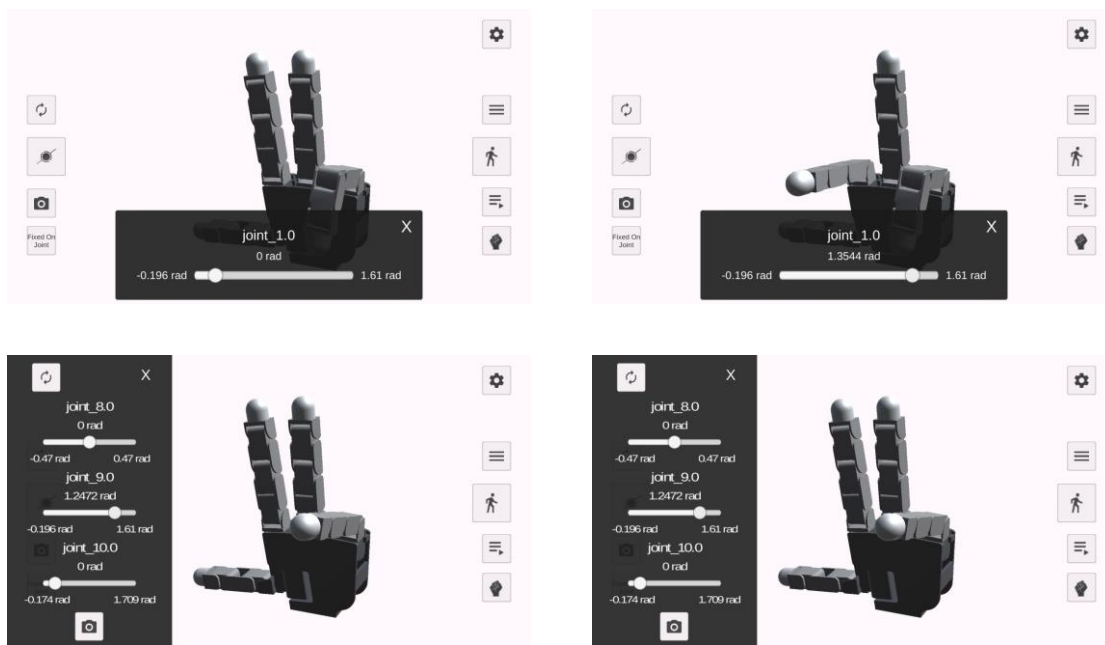 Fixed On
Joint
joint_1.0
X
0 rad
-0.196 rad
1.61 rad
Fixed On
Joint
joint_1.0
X
1.3544 rad
-0.196 rad
1.61 rad
X
joint_8.0
0 rad
-0.47 rad
0.47 rad
joint_9.0
1.2472 rad
-0.196 rad
1.61 rad
joint_10.0
0 rad
-0.174 rad
1.709 rad
X
joint_8.0
0 rad
-0.47 rad
0.47 rad
joint_9.0
1.2472 rad
-0.196 rad
1.61 rad
joint_10.0
0 rad
-0.174 rad
1.709 rad